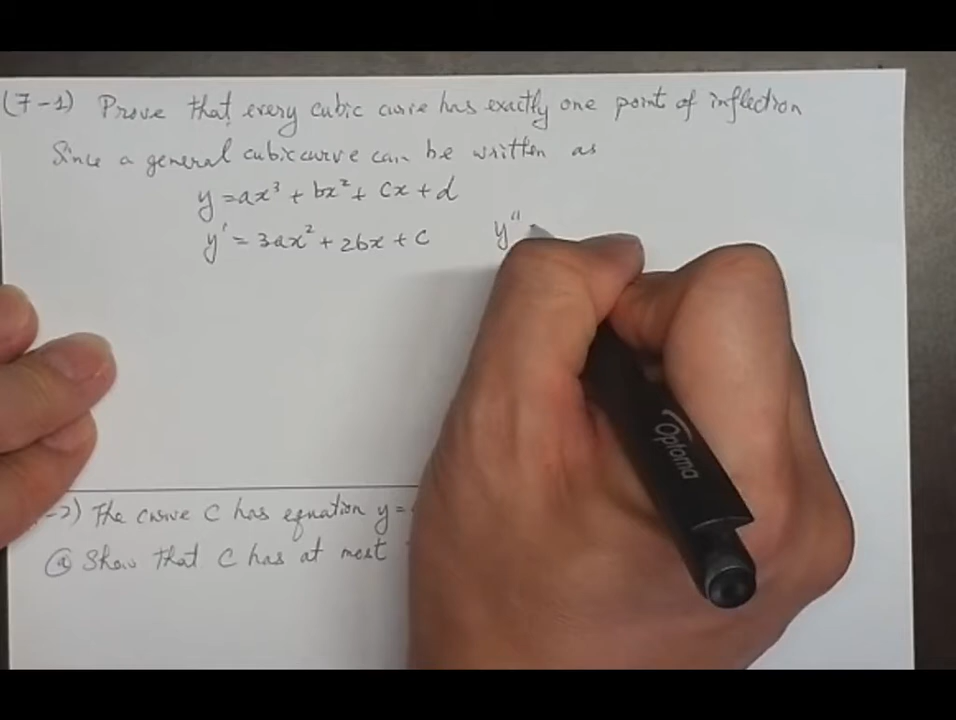 (7-1) Prove that every cubic curve has exactly one point of inflection
Since a general cubic curve can be written as
y = ax³ + bx² + cx + d
y' = 3ax² + 2bx + c y"
Optoma
-2) The curve C has equation y =
(a) Show that C has at most